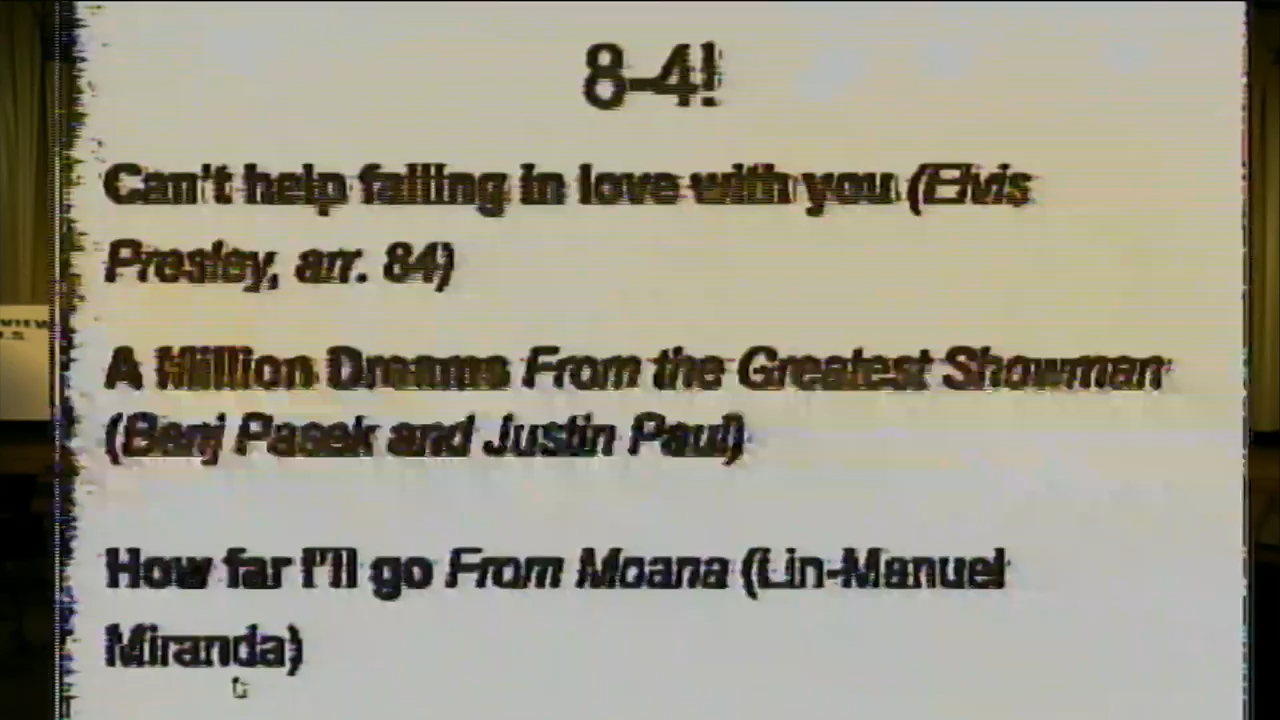 8-4!
Can't help falling in love with you (Elvis
Presley, arr. 84)
A Million Dreams From the Greatest Showman
(Benj Pasek and Justin Paul)
How far I'll go From Moana (Lin-Manuel
Miranda)